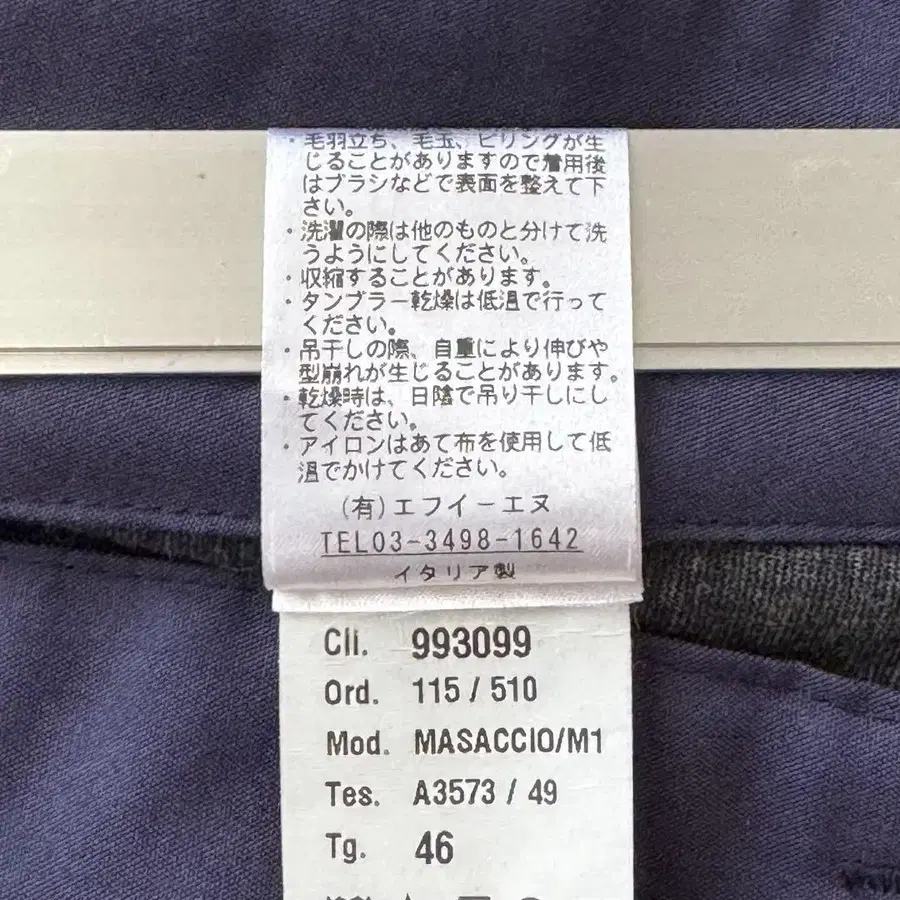 ・毛羽立ち、毛玉、ピリングが生
じることがありますので着用後
はブラシなどで表面を整えて下
さい。
・洗濯の際は他のものと分けて洗
うようにしてください。
・収縮することがあります。
・タンブラー乾燥は低温で行って
ください。
・吊干しの際、自重により伸びや
型崩れが生じることがあります。
・乾燥時は、日陰で吊り干しにし
てください。
・アイロンはあて布を使用して低
温でかけてください。
(有)エフイーエヌ
TEL03-3498-1642
イタリア製
Cli. 993099
Ord. 115 / 510
Mod. MASACCIO/M1
Tes. A3573 / 49
Tg. 46